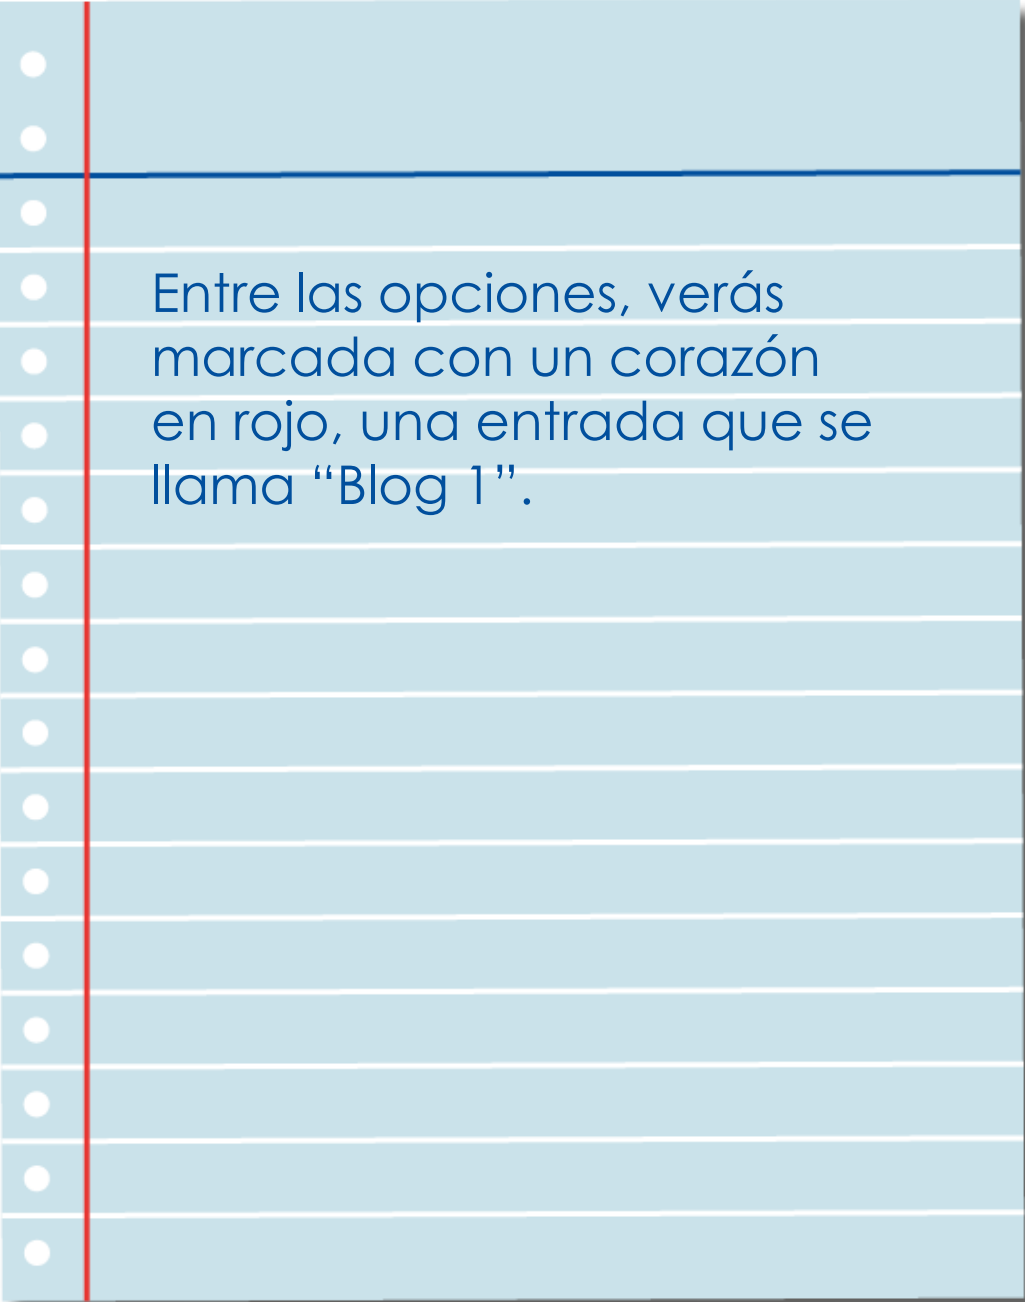 Entre las opciones, verás
marcada con un corazón
en rojo, una entrada que se
llama “Blog 1”.